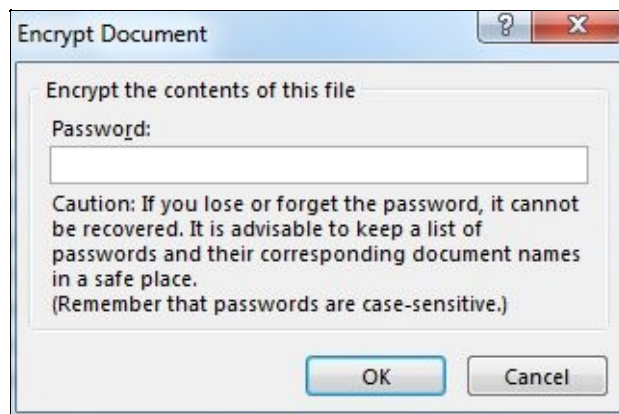 Encrypt Document
?
X
Encrypt the contents of this file
Password:
Caution: If you lose or forget the password, it cannot
be recovered. It is advisable to keep a list of
passwords and their corresponding document names
in a safe place.
(Remember that passwords are case-sensitive.)
OK
Cancel